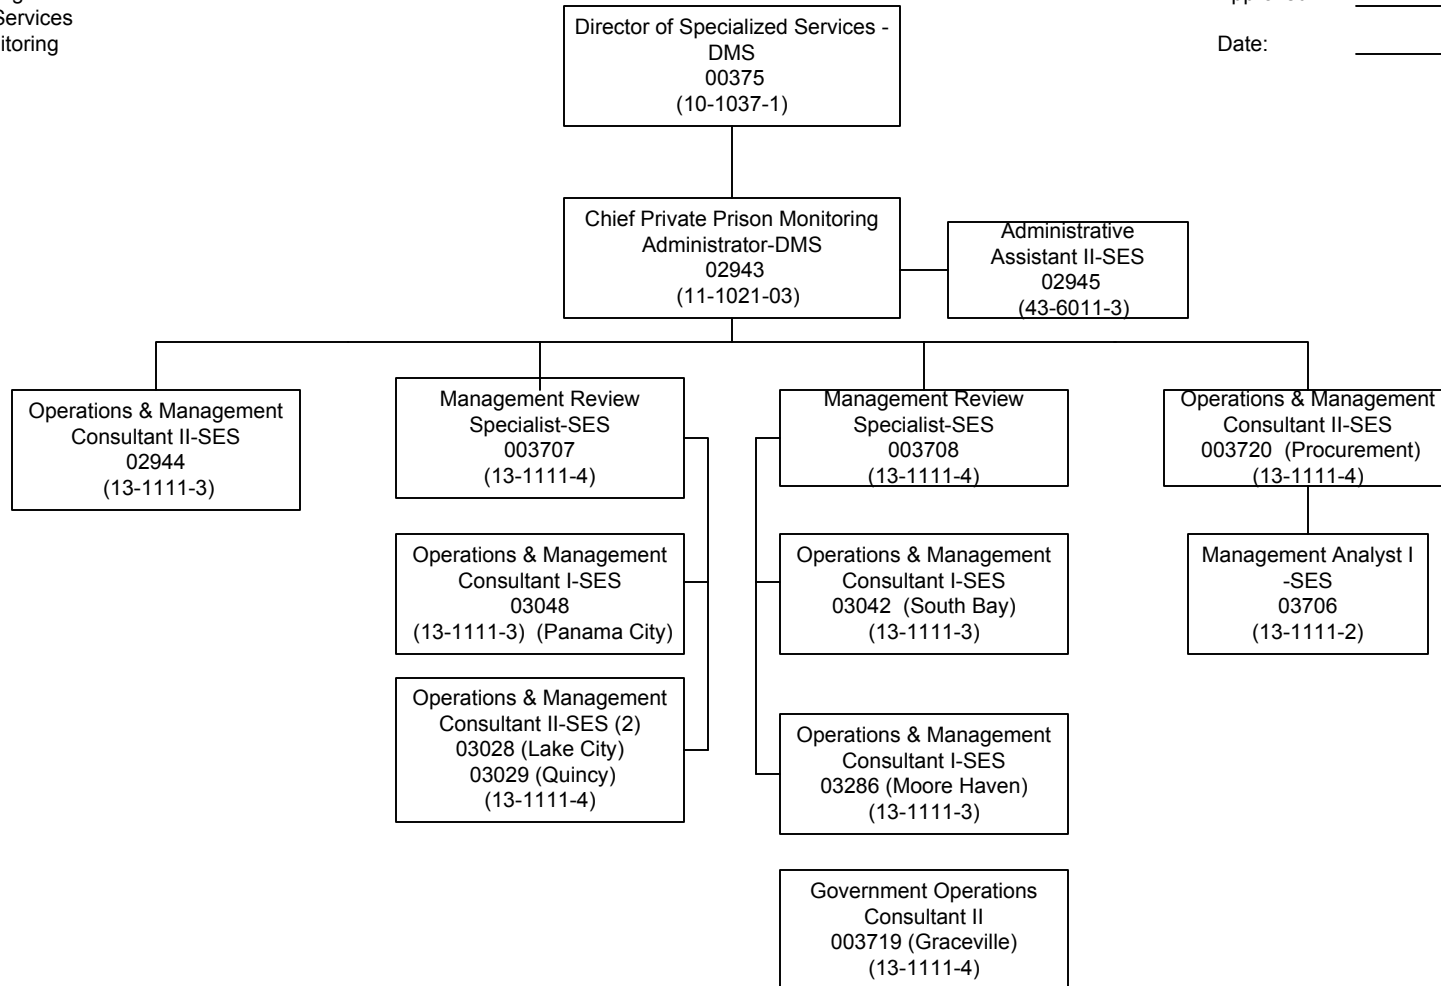 Services
Date:
Director of Specialized Services -
DMS
00375
(10-1037-1)
Chief Private Prison Monitoring
Administrator-DMS
02943
(11-1021-03)
Administrative
Assistant II-SES
02945
(43-6011-3)
Operations & Management
Consultant II-SES
02944
(13-1111-3)
Management Review
Specialist-SES
003707
(13-1111-4)
Management Review
Specialist-SES
003708
(13-1111-4)
Operations & Management
Consultant II-SES
003720 (Procurement)
(13-1111-4)
Operations & Management
Consultant I-SES
03048
(13-1111-3) (Panama City)
Operations & Management
Consultant I-SES
03042 (South Bay)
(13-1111-3)
Management Analyst I
-SES
03706
(13-1111-2)
Operations & Management
Consultant II-SES (2)
03028 (Lake City)
03029 (Quincy)
(13-1111-4)
Operations & Management
Consultant I-SES
03286 (Moore Haven)
(13-1111-3)
Government Operations
Consultant II
003719 (Graceville)
(13-1111-4)